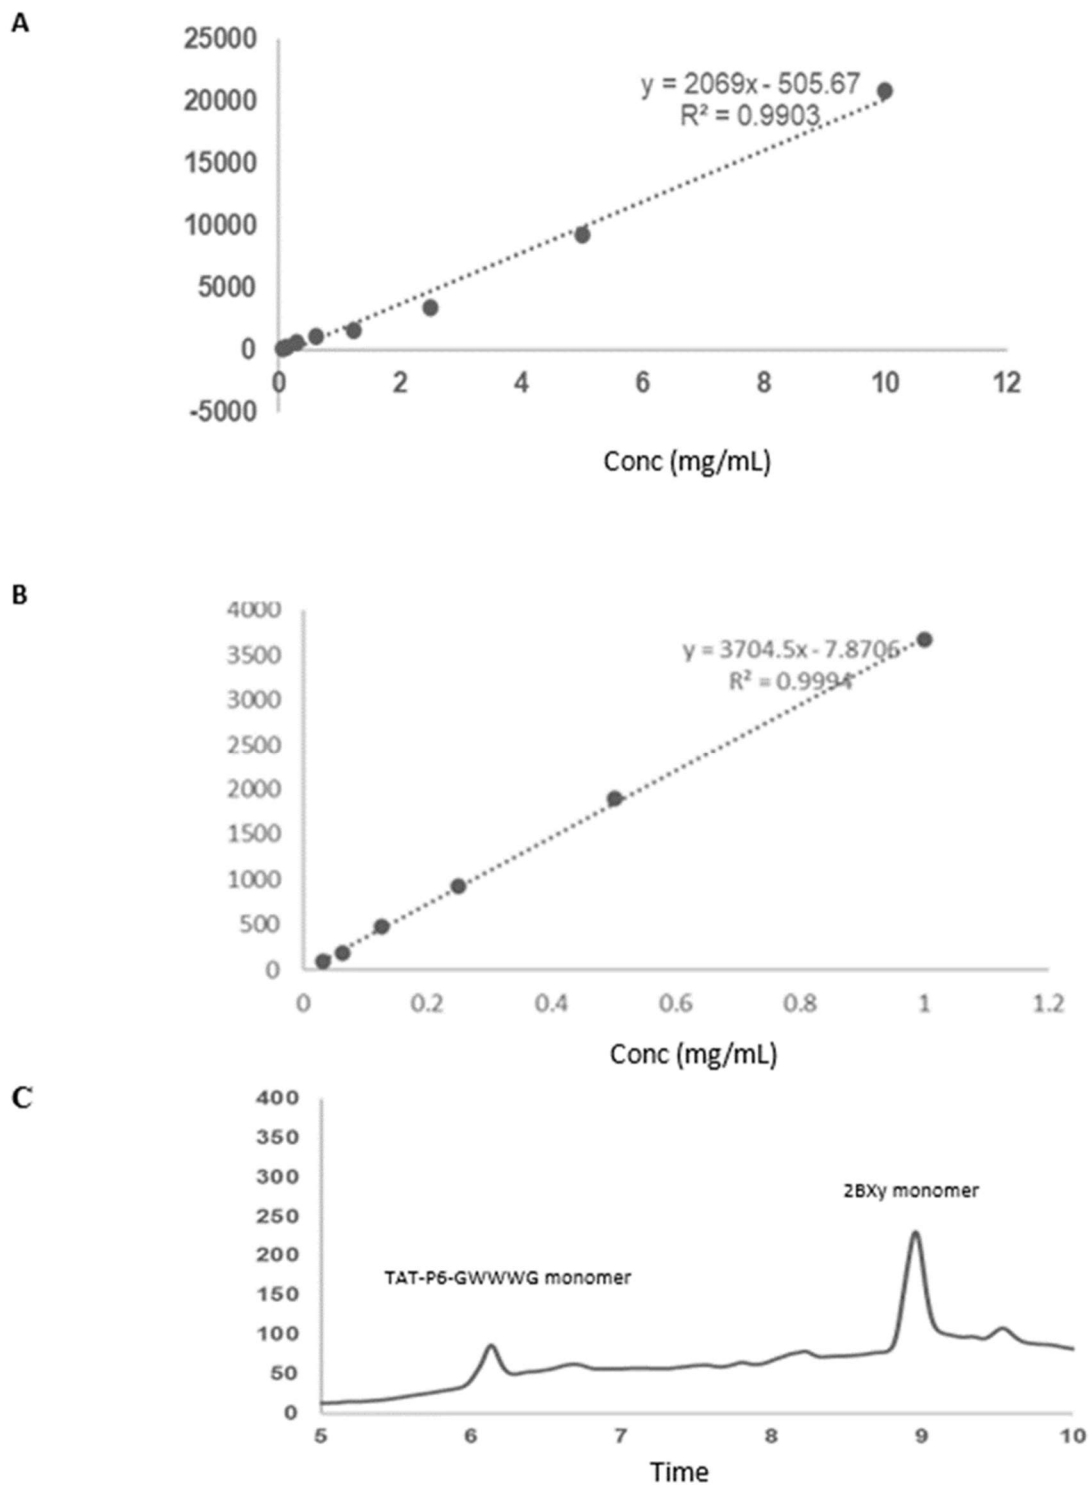 A
25000
20000
15000
10000
5000
0
-5000
y = 2069x - 505.67
R² = 0.9903
0 2 4 6 8 10 12
Conc (mg/mL)
B
4000
3500
3000
2500
2000
1500
1000
500
0
y = 3704.5x - 7.8706
R² = 0.9994
0 0.2 0.4 0.6 0.8 1 1.2
Conc (mg/mL)
C
400
350
300
250
200
150
100
50
0
2BXy monomer
TAT-P6-GWWWG monomer
5 6 7 8 9 10
Time